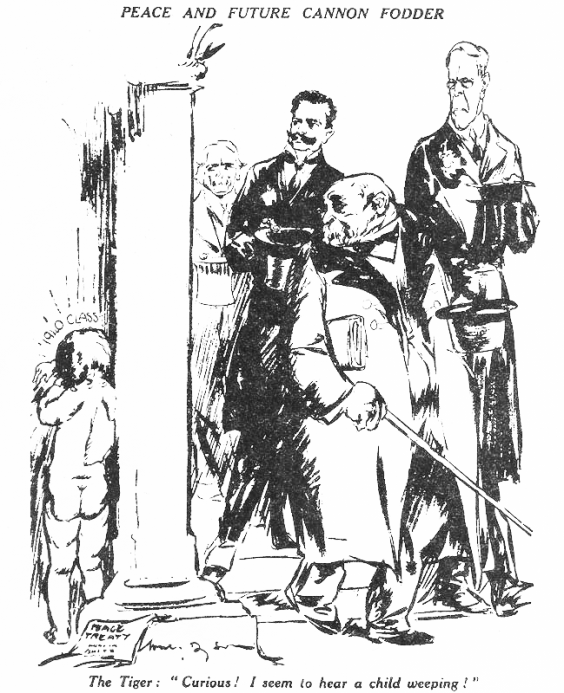 PEACE AND FUTURE CANNON FODDER
1940 CLASS
PEACE
TREATY
The Tiger: "Curious! I seem to hear a child weeping!"